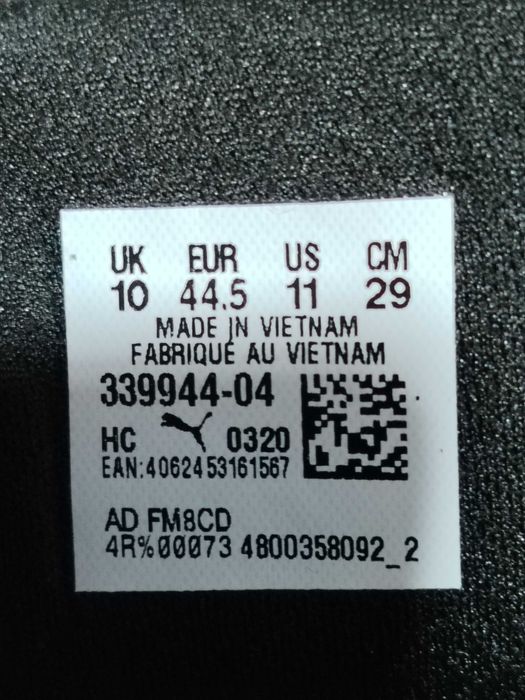 UK EUR US CM
10 44.5 11 29
MADE IN VIETNAM
FABRIQUÉ AU VIETNAM
339944-04
HC 0320
EAN:4062453161567
AD FM8CD
4R%00073 4800358092_2